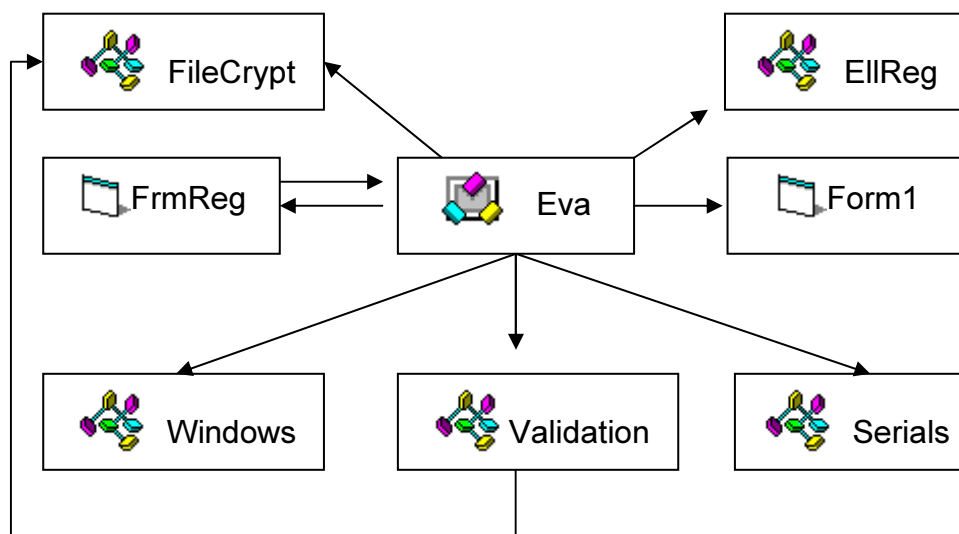 FileCrypt
EllReg
FrmReg
Eva
Form1
Windows
Validation
Serials